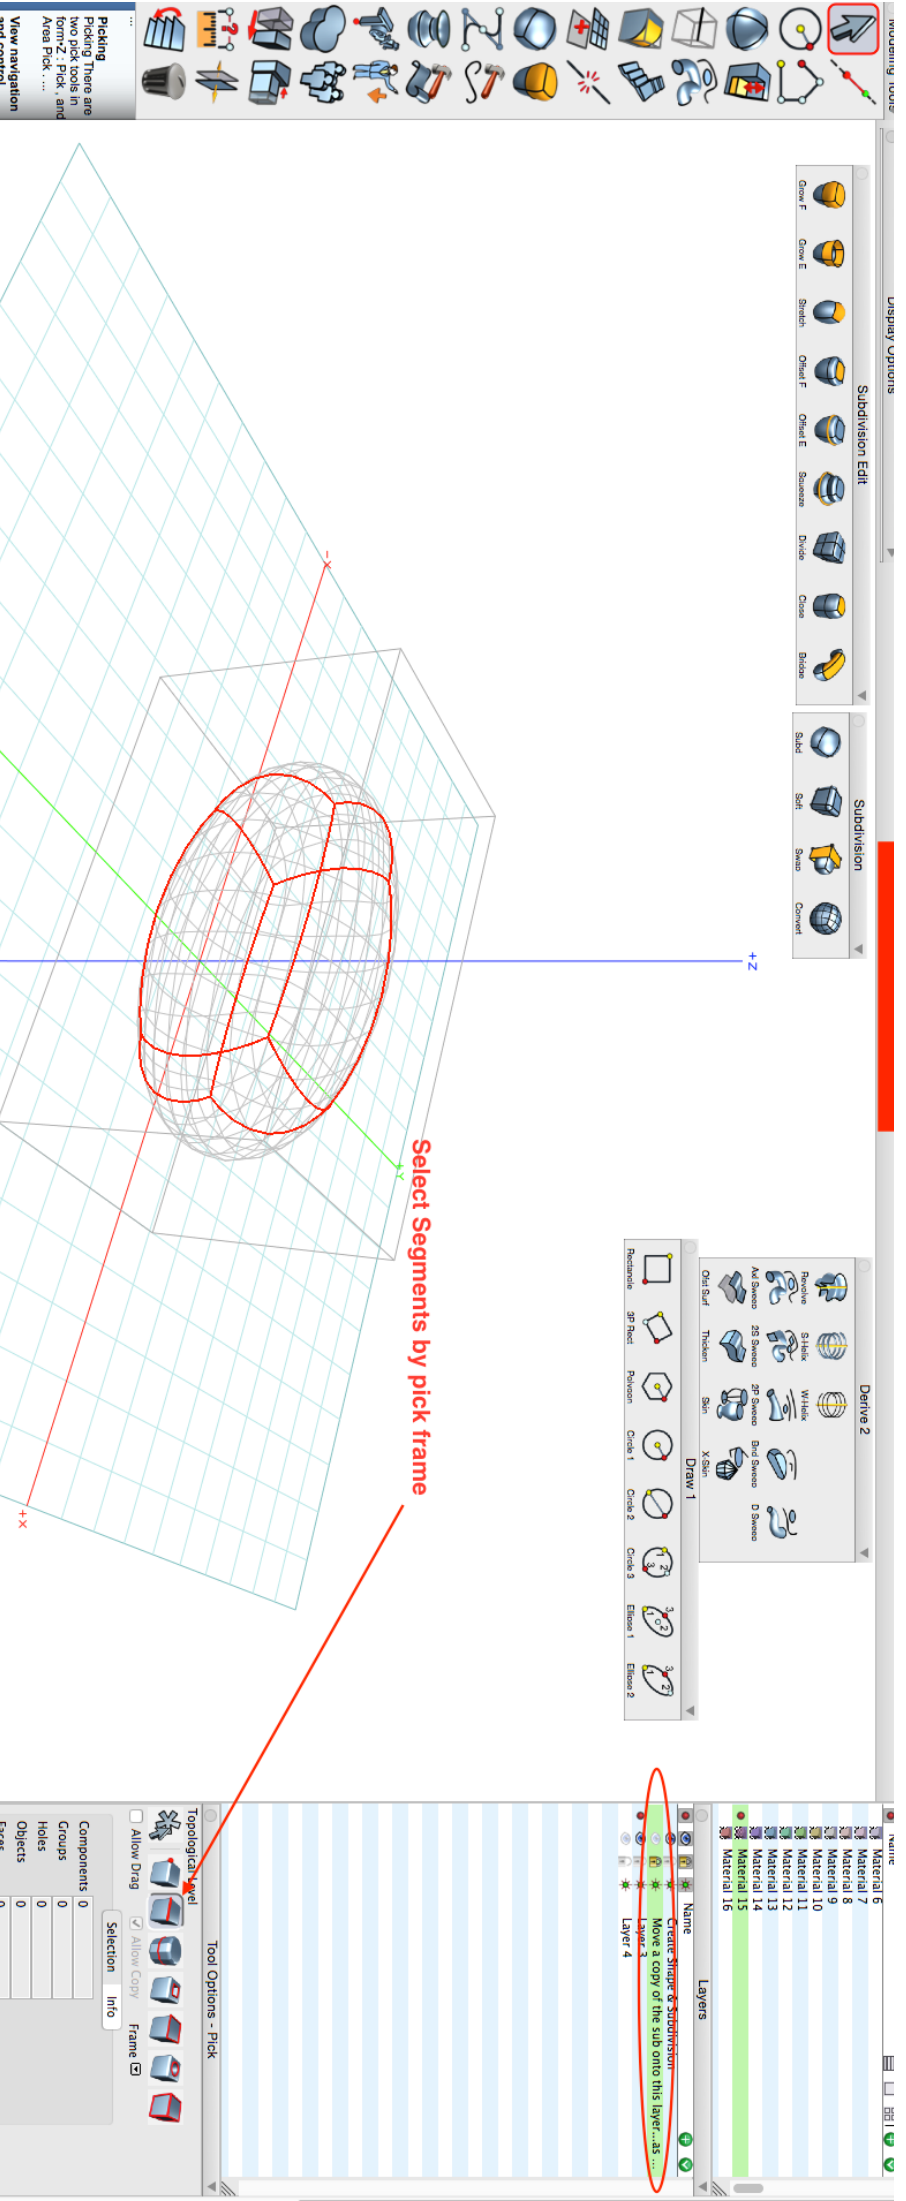 Modeling Tools
Display Options
Subdivision Edit
Grow F
Grow E
Stretch
Offset F
Offset E
Squeeze
Divide
Close
Bridge
Subdivision
Subd
Soft
Swap
Convert
Derive 2
Revolve
S-Helix
W-Helix
Axl Sweep
2S Sweep
2P Sweep
Bnd Sweep
D Sweep
Ofst Surf
Thicken
Skin
X-Skin
Draw 1
Rectangle
3P Rect
Polygon
Circle 1
Circle 2
Circle 3
Ellipse 1
Ellipse 2
...
Picking
Picking There are
two pick tools in
form•Z : Pick , and
Area Pick . ...
View navigation
and control
-X
+Z
+Y
+X
Select Segments by pick frame
Name
Material 6
Material 7
Material 8
Material 9
Material 10
Material 11
Material 12
Material 13
Material 14
Material 15
Material 16
Layers
Name
Create Shape & Subdivision
Move a copy of the sub onto this layer...as ...
Layer 3
Layer 4
Tool Options - Pick
Topological Level
Allow Drag
Allow Copy
Frame
Selection
Info
Components 0
Groups 0
Holes 0
Objects 0
Faces 0